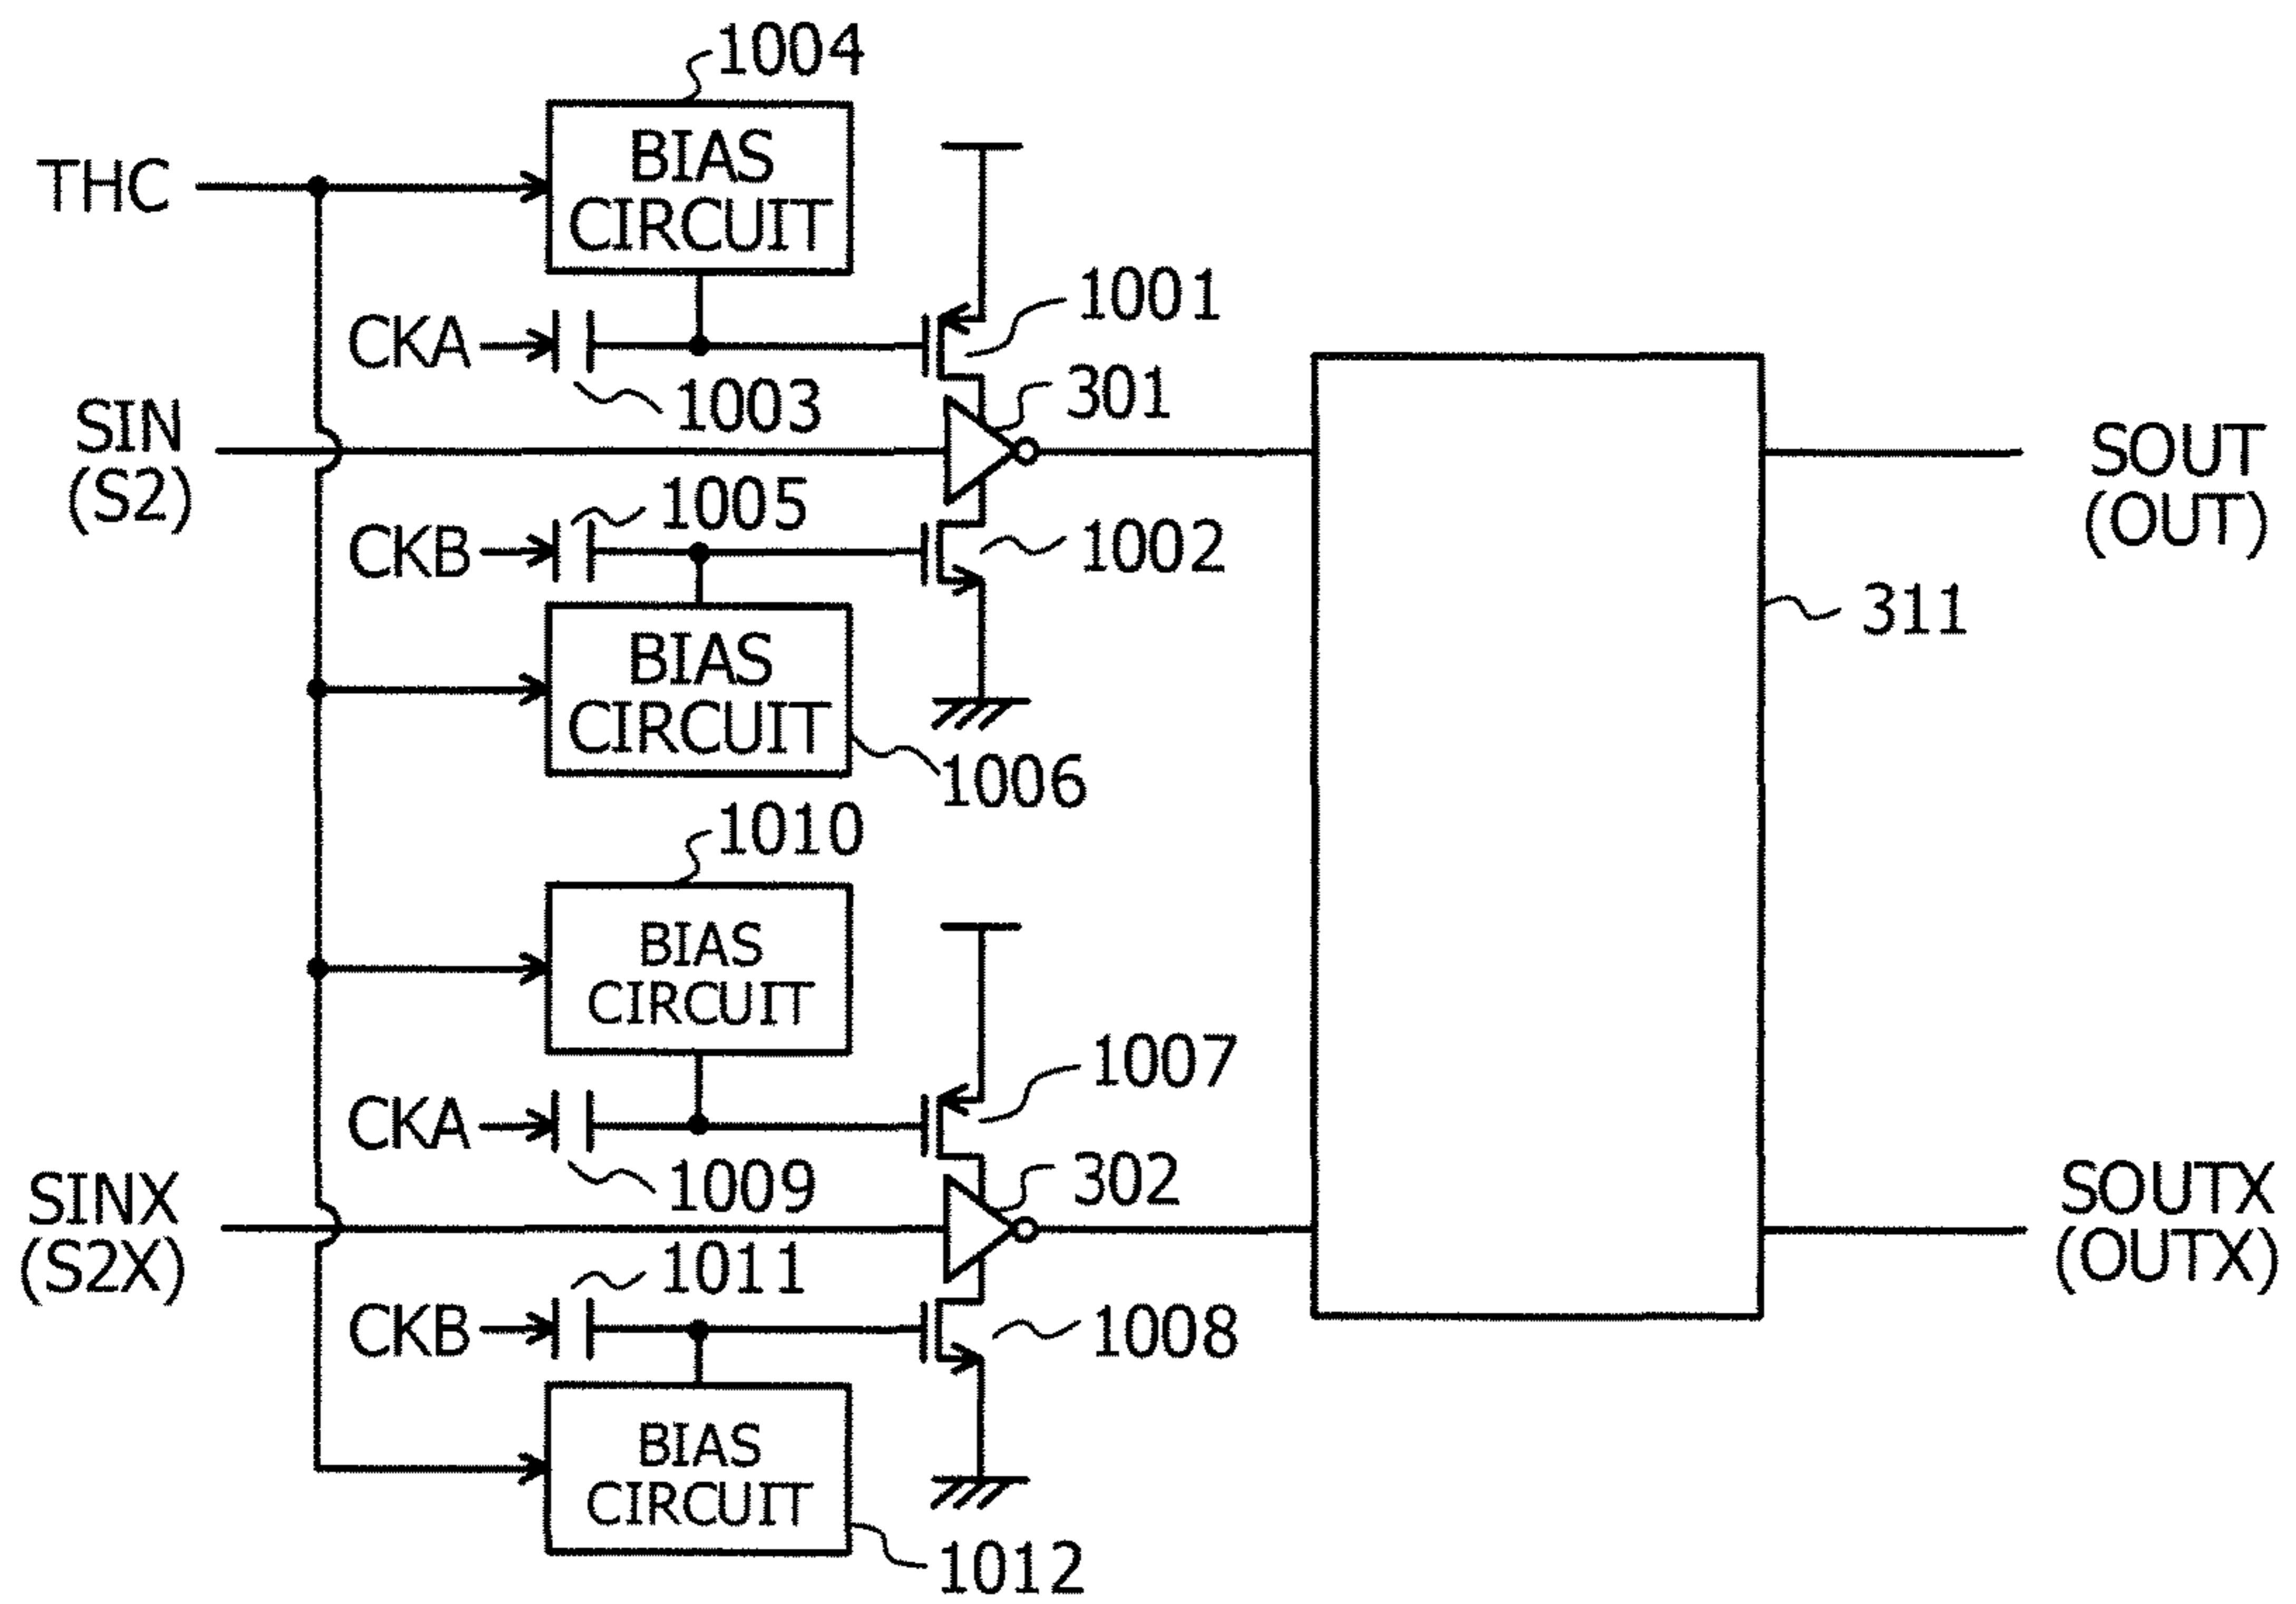 1004
BIAS
CIRCUIT
THC
1001
CKA
1003
301
SIN
(S2)
SOUT
(OUT)
1005
CKB
1002
311
BIAS
CIRCUIT
1006
1010
BIAS
CIRCUIT
1007
CKA
1009
302
SINX
(S2X)
SOUTX
(OUTX)
1011
CKB
1008
BIAS
CIRCUIT
1012